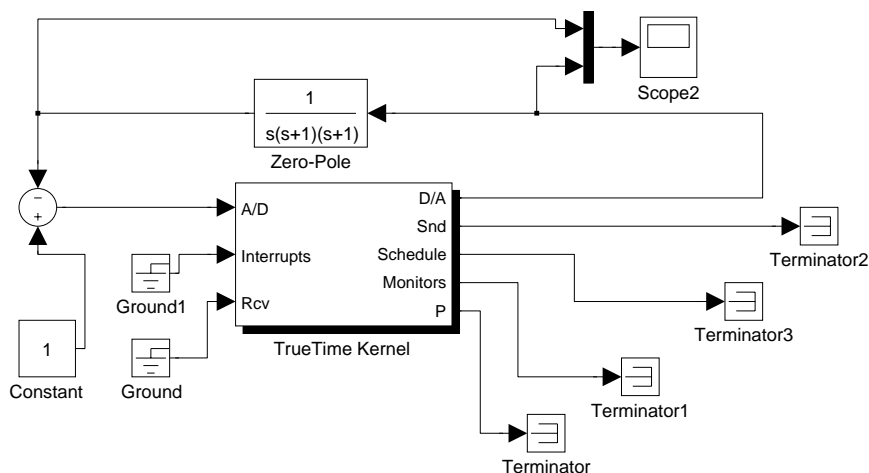 Scope2
1
s(s+1)(s+1)
Zero-Pole
−
+
A/D
Interrupts
Rcv
D/A
Snd
Schedule
Monitors
P
TrueTime Kernel
Ground1
Ground
1
Constant
Terminator2
Terminator3
Terminator1
Terminator